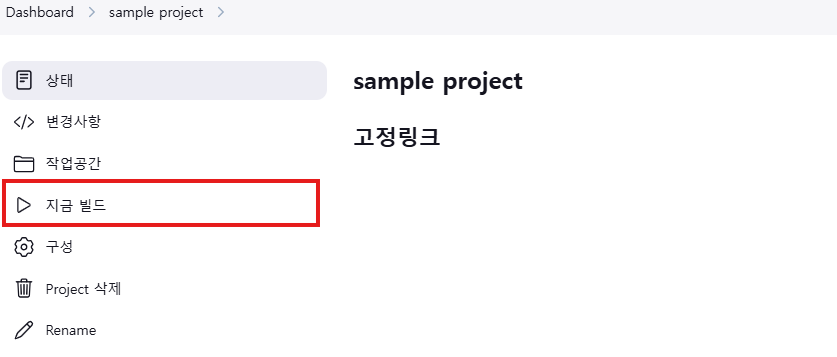 Dashboard > sample project >
상태
변경사항
작업공간
지금 빌드
구성
Project 삭제
Rename
sample project
고정링크